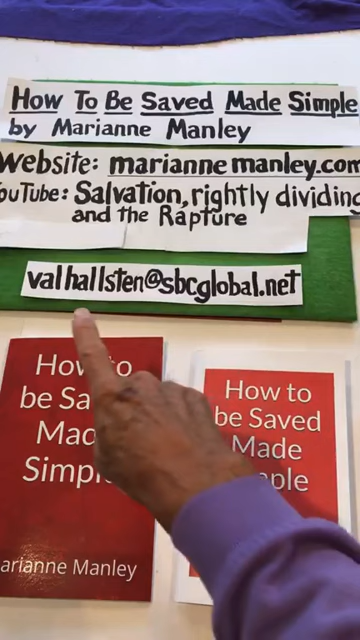 How To Be Saved Made Simple
by Marianne Manley
Website: mariannemanley.com
YouTube: Salvation, rightly dividing
and the Rapture
valhallsten@sbcglobal.net
How to
be Sa
Mad
Simpl
arianne Manley
How to
be Saved
Made
ple